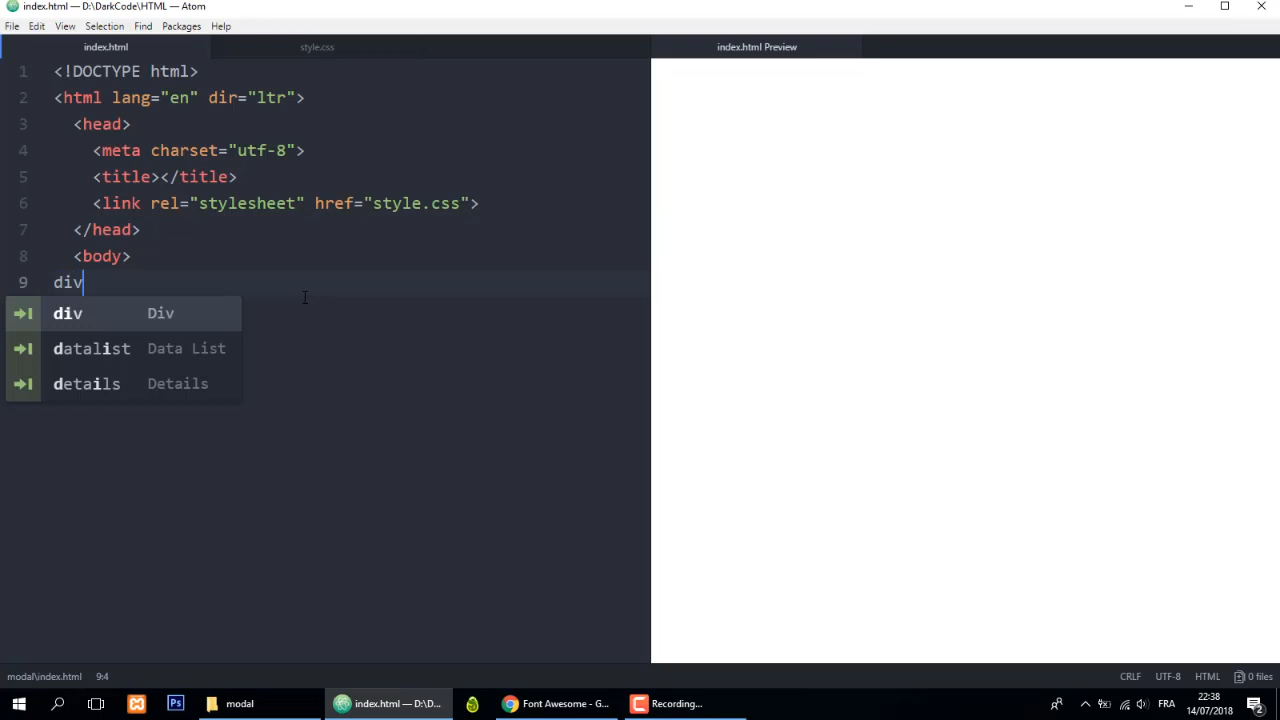 index.html — D:\DarkCode\HTML — Atom
File Edit View Selection Find Packages Help
index.html style.css index.html Preview
1 <!DOCTYPE html>
2 <html lang="en" dir="ltr">
3 <head>
4 <meta charset="utf-8">
5 <title></title>
6 <link rel="stylesheet" href="style.css">
7 </head>
8 <body>
9 div
div Div
datalist Data List
details Details
modal\index.html 9:4 CRLF UTF-8 HTML 0 files
modal index.html — D:\D... Font Awesome - G... Recording... FRA 22:38
14/07/2018 2
Ps